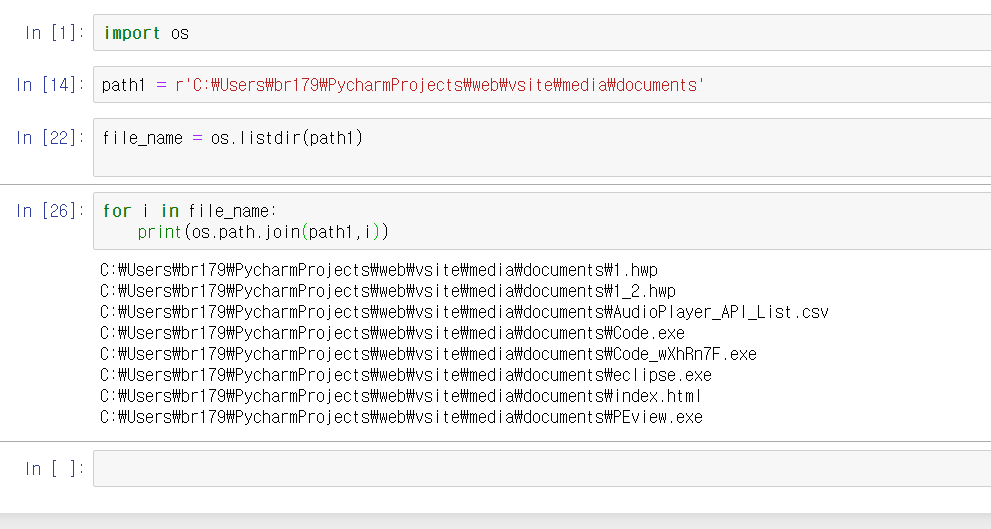 In [1]: import os
In [14]: path1 = r'C:₩Users₩br179₩PycharmProjects₩web₩vsite₩media₩documents'
In [22]: file_name = os.listdir(path1)
In [26]: for i in file_name:
    print(os.path.join(path1,i))
C:₩Users₩br179₩PycharmProjects₩web₩vsite₩media₩documents₩1.hwp
C:₩Users₩br179₩PycharmProjects₩web₩vsite₩media₩documents₩1_2.hwp
C:₩Users₩br179₩PycharmProjects₩web₩vsite₩media₩documents₩AudioPlayer_API_List.csv
C:₩Users₩br179₩PycharmProjects₩web₩vsite₩media₩documents₩Code.exe
C:₩Users₩br179₩PycharmProjects₩web₩vsite₩media₩documents₩Code_wXhRn7F.exe
C:₩Users₩br179₩PycharmProjects₩web₩vsite₩media₩documents₩eclipse.exe
C:₩Users₩br179₩PycharmProjects₩web₩vsite₩media₩documents₩index.html
C:₩Users₩br179₩PycharmProjects₩web₩vsite₩media₩documents₩PEview.exe
In [ ]: